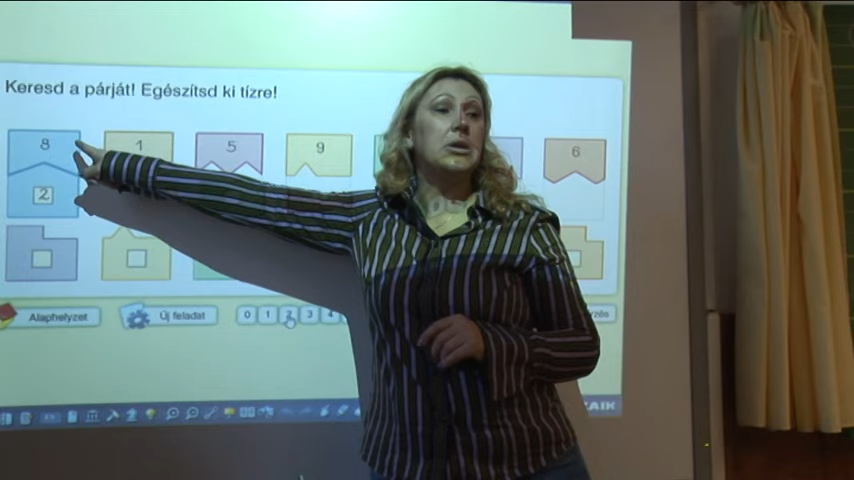 Keresd a párját! Egészítsd ki tízre!
8 1 5 9 6
2
Alaphelyzet Új feladat 0 1 2 3 4